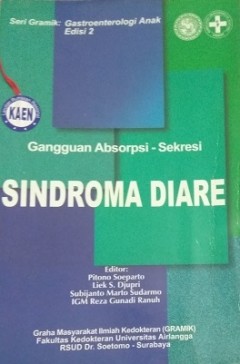 Seri Gramik: Gastroenterologi Anak
Edisi 2
KAEN
Gangguan Absorpsi - Sekresi
SINDROMA DIARE
Editor:
Pitono Soeparto
Liek S. Djupri
Subijanto Marto Sudarmo
IGM Reza Gunadi Ranuh
Graha Masyarakat Ilmiah Kedokteran (GRAMIK)
Fakultas Kedokteran Universitas Airlangga
RSUD Dr. Soetomo - Surabaya